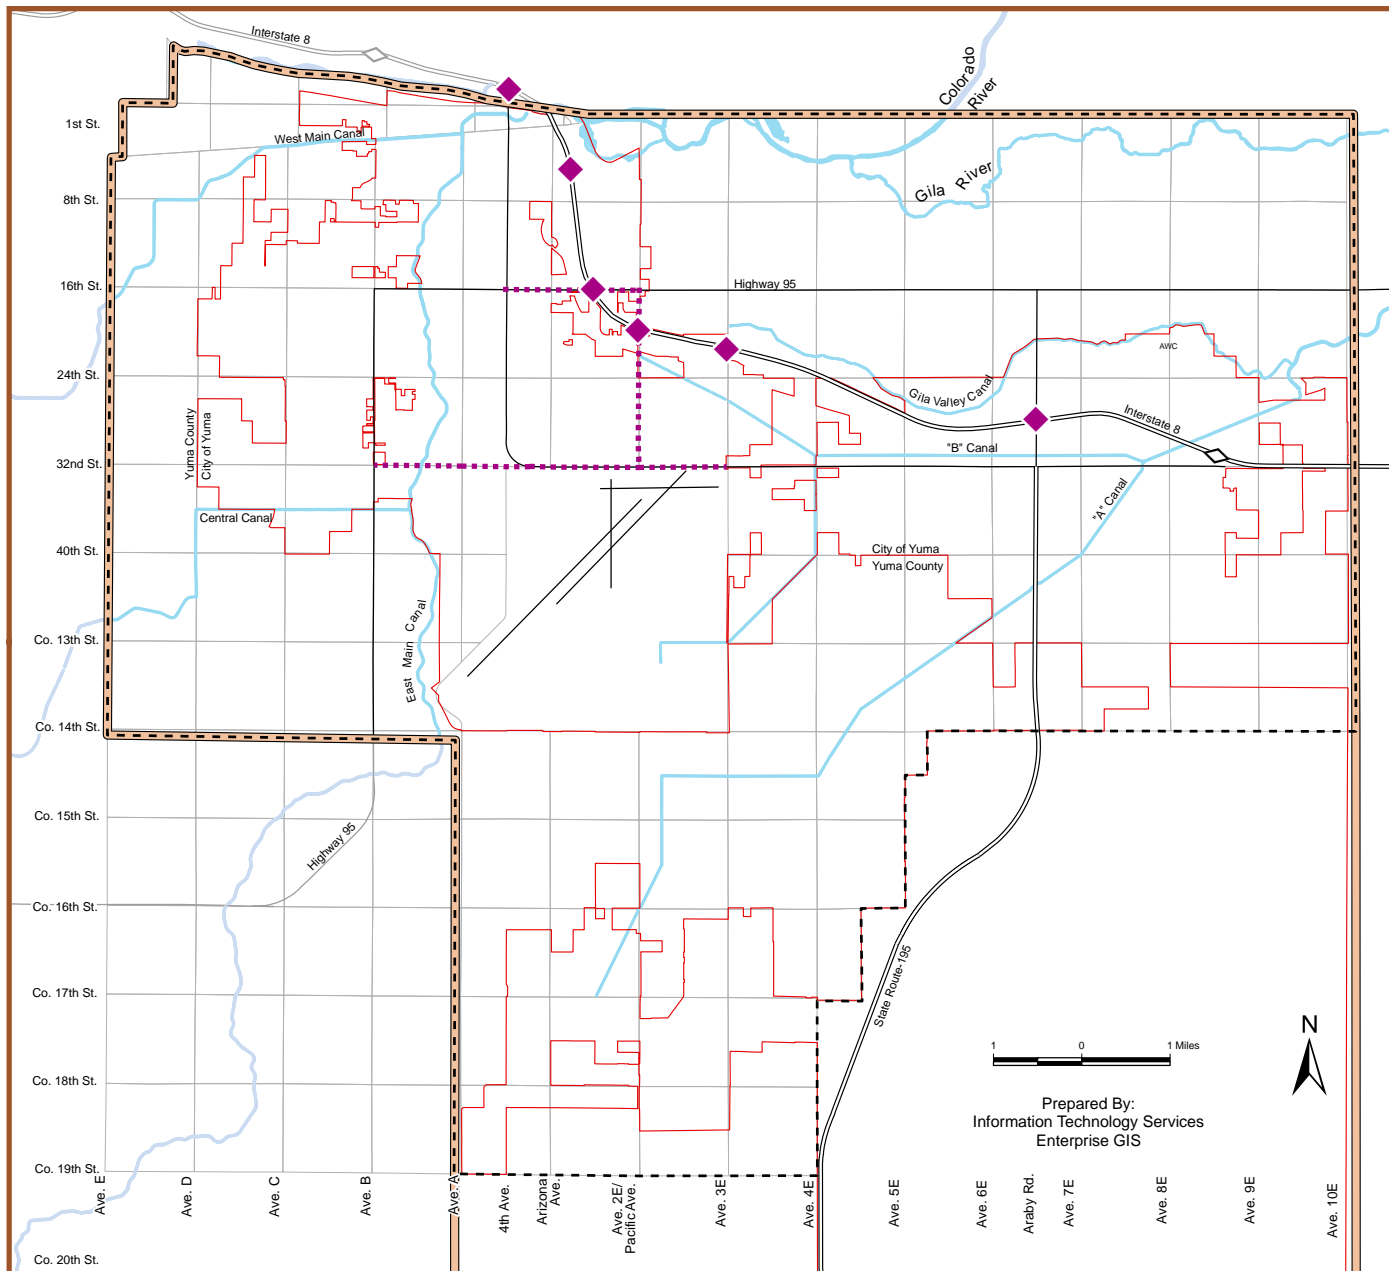 Interstate 8
Colorado
River
1st St.
West Main Canal
Gila River
8th St.
16th St.
Highway 95
AWC
24th St.
Gila Valley Canal
Interstate 8
Yuma County
City of Yuma
"B" Canal
32nd St.
"A" Canal
Central Canal
40th St.
City of Yuma
Yuma County
East Main Canal
Co. 13th St.
Co. 14th St.
Co. 15th St.
Highway 95
Co. 16th St.
State Route-195
Co. 17th St.
N
1 0 1 Miles
Co. 18th St.
Prepared By:
Information Technology Services
Enterprise GIS
Co. 19th St.
Ave. E
Ave. D
Ave. C
Ave. B
Ave. A
4th Ave.
Arizona
Ave.
Ave. 2E/
Pacific Ave.
Ave. 3E
Ave. 4E
Ave. 5E
Ave. 6E
Araby Rd.
Ave. 7E
Ave. 8E
Ave. 9E
Ave. 10E
Co. 20th St.